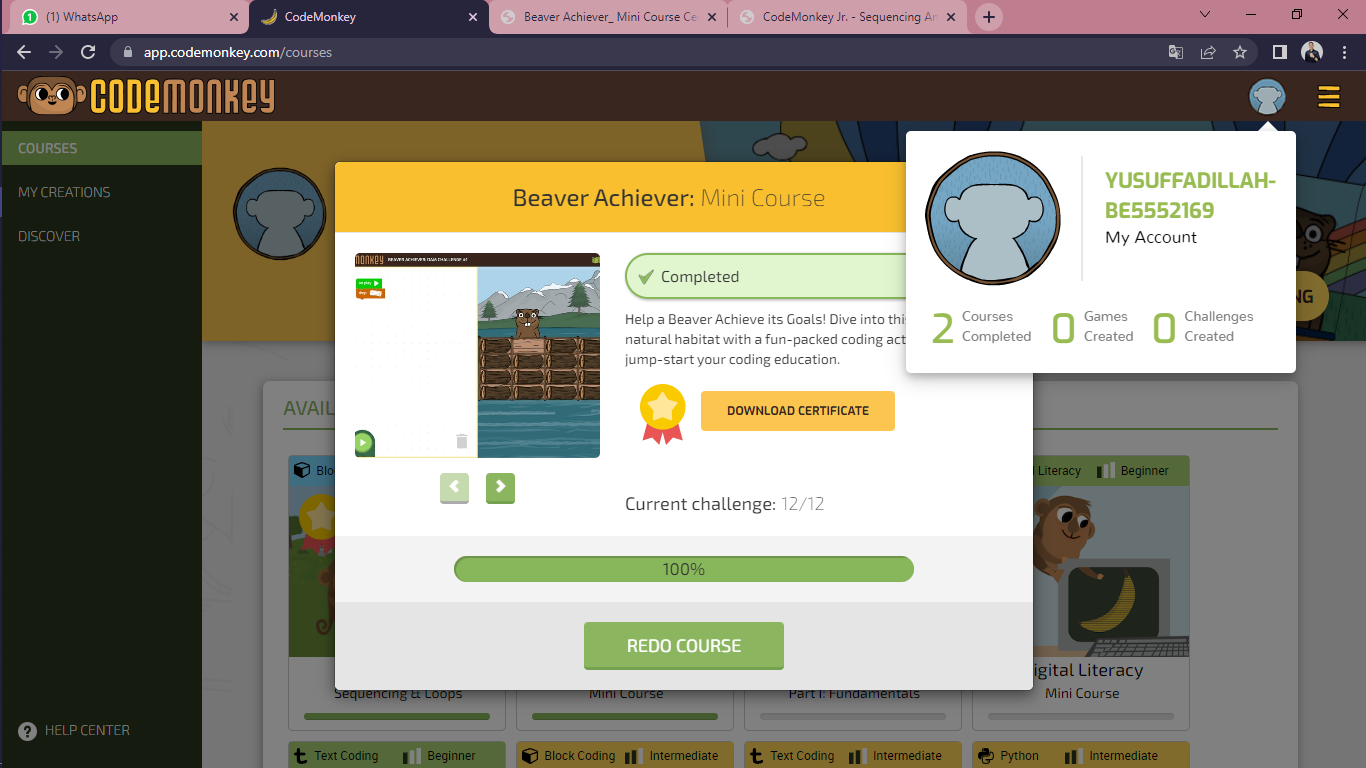 (1) WhatsApp
CodeMonkey
Beaver Achiever_ Mini Course Ce
CodeMonkey Jr. - Sequencing An
app.codemonkey.com/courses
CODEMONKEY
COURSES
MY CREATIONS
DISCOVER
HELP CENTER
Beaver Achiever: Mini Course
YUSUFFADILLAH-
BE5552169
My Account
2 Courses Completed
0 Games Created
0 Challenges Created
BEAVER ACHIEVER: DAM CHALLENGE #1
Completed
Help a Beaver Achieve its Goals! Dive into this
natural habitat with a fun-packed coding act
jump-start your coding education.
DOWNLOAD CERTIFICATE
Current challenge: 12/12
100%
REDO COURSE
AVAIL
Bloc
Literacy
Beginner
Sequencing & Loops
Mini Course
Part 1: Fundamentals
igital Literacy
Mini Course
Text Coding
Beginner
Block Coding
Intermediate
Text Coding
Intermediate
Python
Intermediate